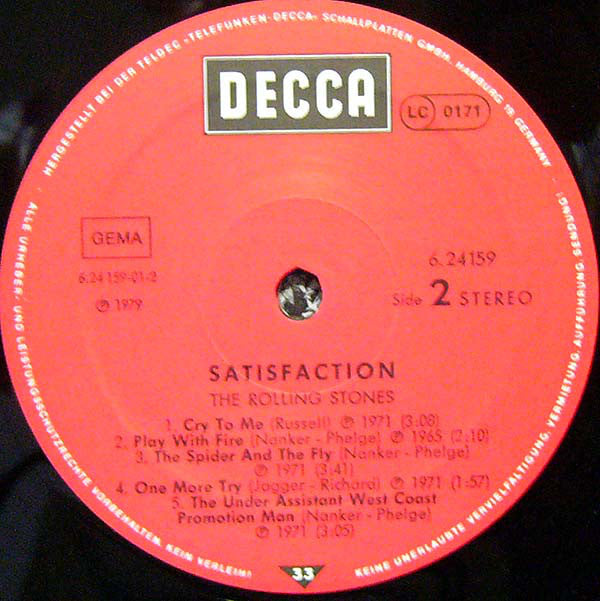 HERGESTELLT BEI DER TELDEC »TELEFUNKEN-DECCA« SCHALLPLATTEN GMBH, HAMBURG 19, GERMANY
DECCA
LC 0171
GEMA
6.24 159-01-2
℗ 1979
6.24159
Side 2 STEREO
SATISFACTION
THE ROLLING STONES
1. Cry To Me (Russell) ℗ 1971 (3:08)
2. Play With Fire (Nanker - Phelge) ℗ 1965 (2:10)
3. The Spider And The Fly (Nanker - Phelge)
℗ 1971 (3:41)
4. One More Try (Jagger - Richard) ℗ 1971 (1:57)
5. The Under Assistant West Coast
Promotion Man (Nanker - Phelge)
℗ 1971 (3:05)
33
ALLE URHEBER- UND LEISTUNGSSCHUTZRECHTE VORBEHALTEN. KEIN VERLEIH!
KEINE UNERLAUBTE VERVIELFÄLTIGUNG, VERMIETUNG, AUFFÜHRUNG, SENDUNG!